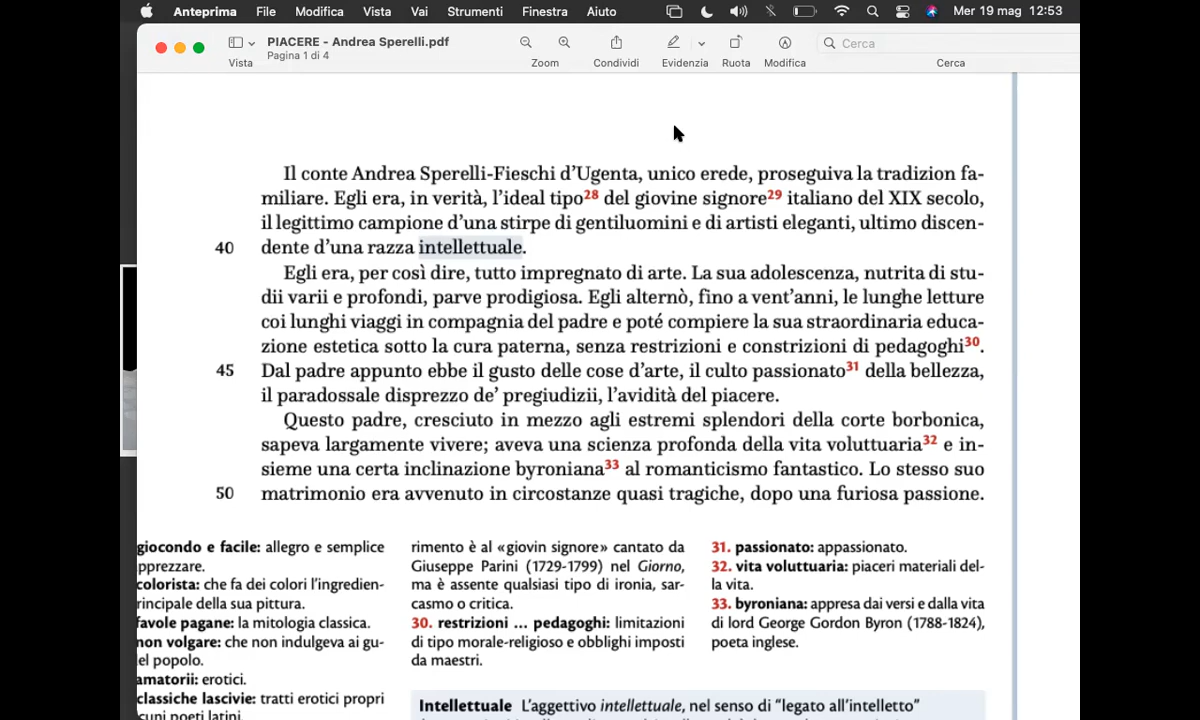 Anteprima File Modifica Vista Vai Strumenti Finestra Aiuto Mer 19 mag 12:53
PIACERE - Andrea Sperelli.pdf
Pagina 1 di 4
Cerca
Vista Zoom Condividi Evidenzia Ruota Modifica Cerca
Il conte Andrea Sperelli-Fieschi d'Ugenta, unico erede, proseguiva la tradizion fa-
miliare. Egli era, in verità, l'ideal tipo28 del giovine signore29 italiano del XIX secolo,
il legittimo campione d'una stirpe di gentiluomini e di artisti eleganti, ultimo discen-
40 dente d'una razza intellettuale.
Egli era, per così dire, tutto impregnato di arte. La sua adolescenza, nutrita di stu-
dii varii e profondi, parve prodigiosa. Egli alternò, fino a vent'anni, le lunghe letture
coi lunghi viaggi in compagnia del padre e poté compiere la sua straordinaria educa-
zione estetica sotto la cura paterna, senza restrizioni e constrizioni di pedagoghi30.
45 Dal padre appunto ebbe il gusto delle cose d'arte, il culto passionato31 della bellezza,
il paradossale disprezzo de' pregiudizii, l'avidità del piacere.
Questo padre, cresciuto in mezzo agli estremi splendori della corte borbonica,
sapeva largamente vivere; aveva una scienza profonda della vita voluttuaria32 e in-
sieme una certa inclinazione byroniana33 al romanticismo fantastico. Lo stesso suo
50 matrimonio era avvenuto in circostanze quasi tragiche, dopo una furiosa passione.
giocondo e facile: allegro e semplice
pprezzare.
colorista: che fa dei colori l'ingredien-
rincipale della sua pittura.
favole pagane: la mitologia classica.
non volgare: che non indulgeva ai gu-
el popolo.
amatorii: erotici.
classiche lascivie: tratti erotici propri
cuni poeti latini.
rimento è al «giovin signore» cantato da
Giuseppe Parini (1729-1799) nel Giorno,
ma è assente qualsiasi tipo di ironia, sar-
casmo o critica.
30. restrizioni ... pedagoghi: limitazioni
di tipo morale-religioso e obblighi imposti
da maestri.
31. passionato: appassionato.
32. vita voluttuaria: piaceri materiali del-
la vita.
33. byroniana: appresa dai versi e dalla vita
di lord George Gordon Byron (1788-1824),
poeta inglese.
Intellettuale L'aggettivo intellettuale, nel senso di "legato all'intelletto"